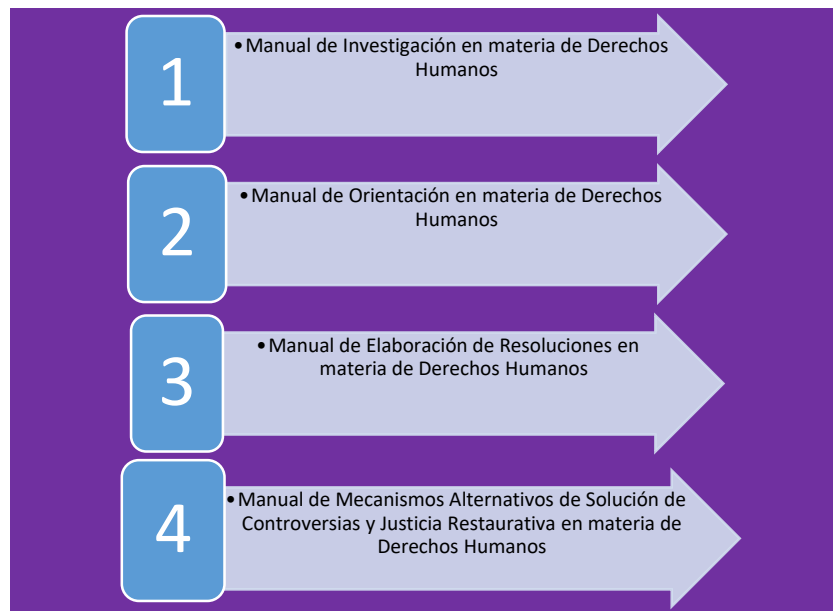 1
• Manual de Investigación en materia de Derechos
Humanos
2
• Manual de Orientación en materia de Derechos
Humanos
3
• Manual de Elaboración de Resoluciones en
materia de Derechos Humanos
4
• Manual de Mecanismos Alternativos de Solución de
Controversias y Justicia Restaurativa en materia de
Derechos Humanos